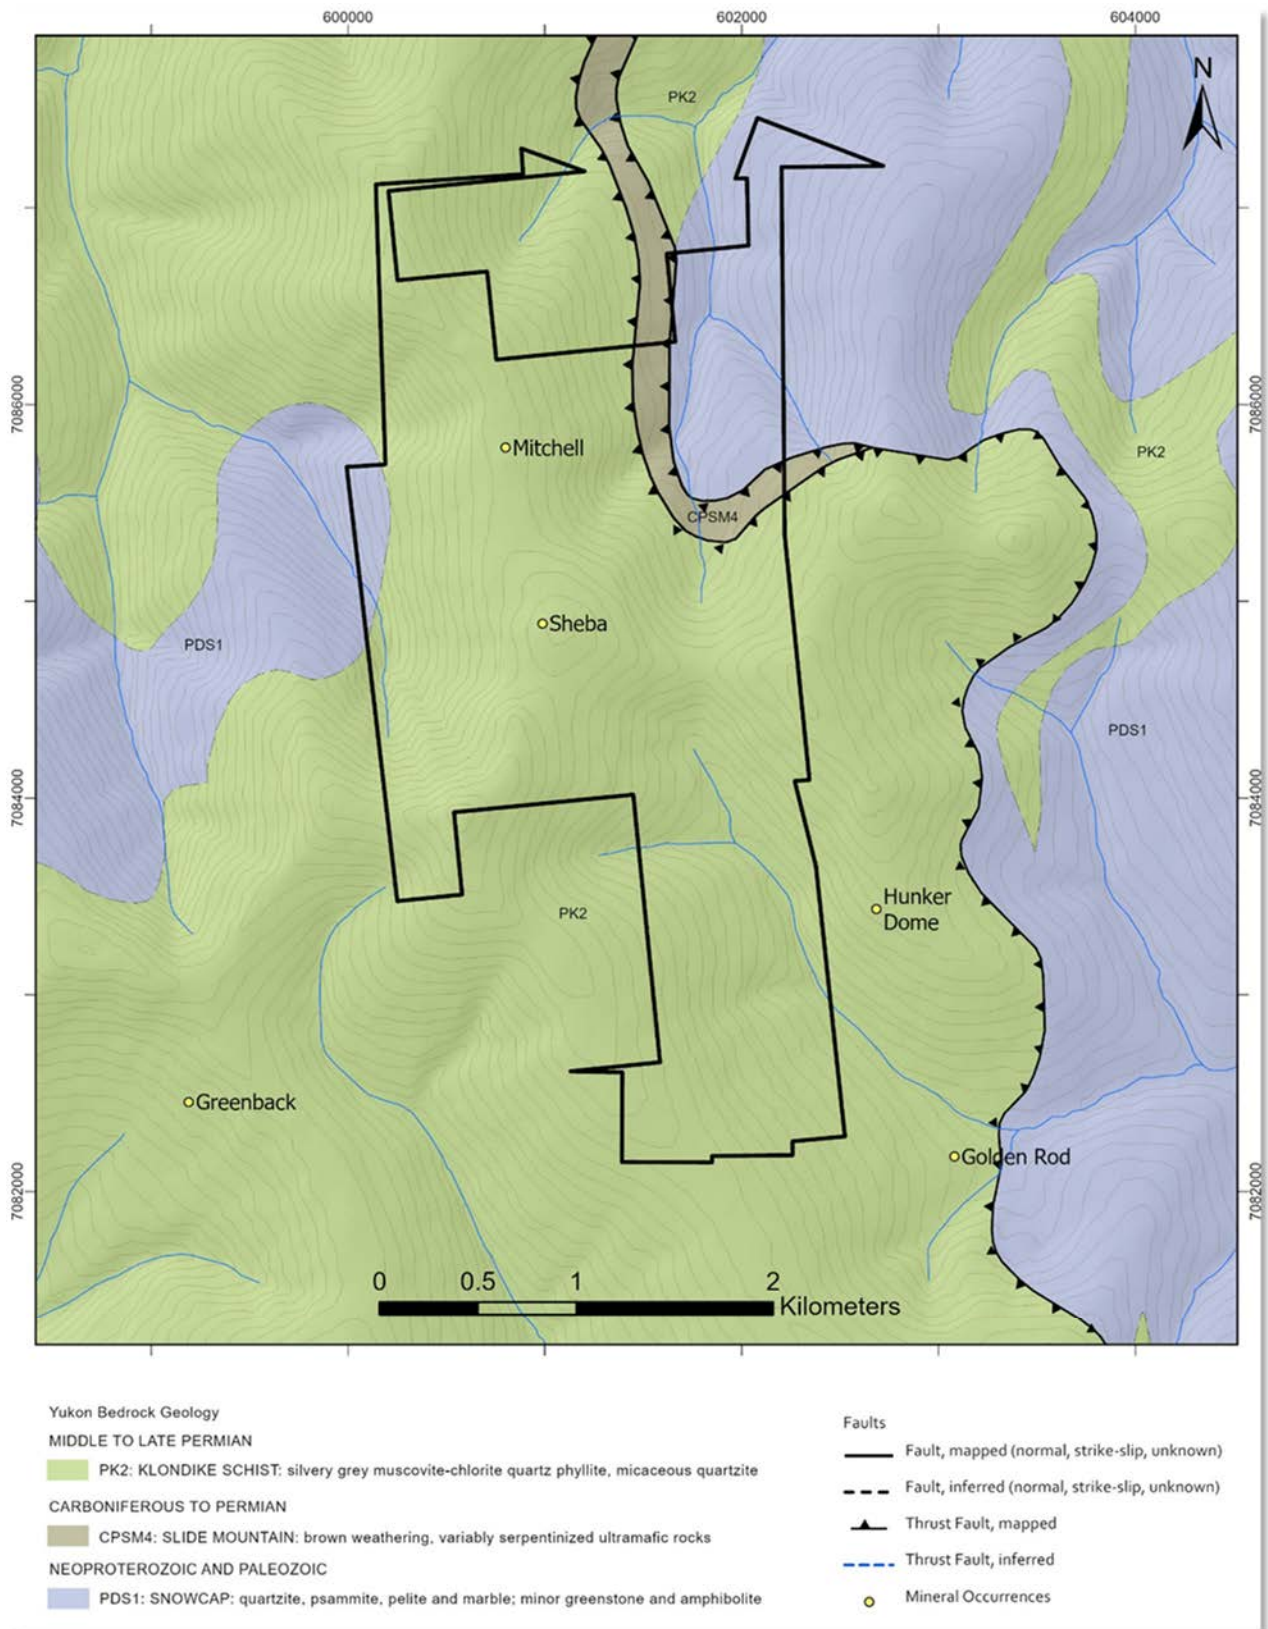 600000
602000
604000
N
PK2
7086000
7086000
PK2
Mitchell
CPSM4
Sheba
PDS1
PDS1
7084000
7084000
Hunker
Dome
PK2
Greenback
Golden Rod
7082000
7082000
0 0.5 1 2
Kilometers
Yukon Bedrock Geology
MIDDLE TO LATE PERMIAN
PK2: KLONDIKE SCHIST: silvery grey muscovite-chlorite quartz phyllite, micaceous quartzite
CARBONIFEROUS TO PERMIAN
CPSM4: SLIDE MOUNTAIN: brown weathering, variably serpentinized ultramafic rocks
NEOPROTEROZOIC AND PALEOZOIC
PDS1: SNOWCAP: quartzite, psammite, pelite and marble; minor greenstone and amphibolite
Faults
Fault, mapped (normal, strike-slip, unknown)
Fault, inferred (normal, strike-slip, unknown)
Thrust Fault, mapped
Thrust Fault, inferred
Mineral Occurrences